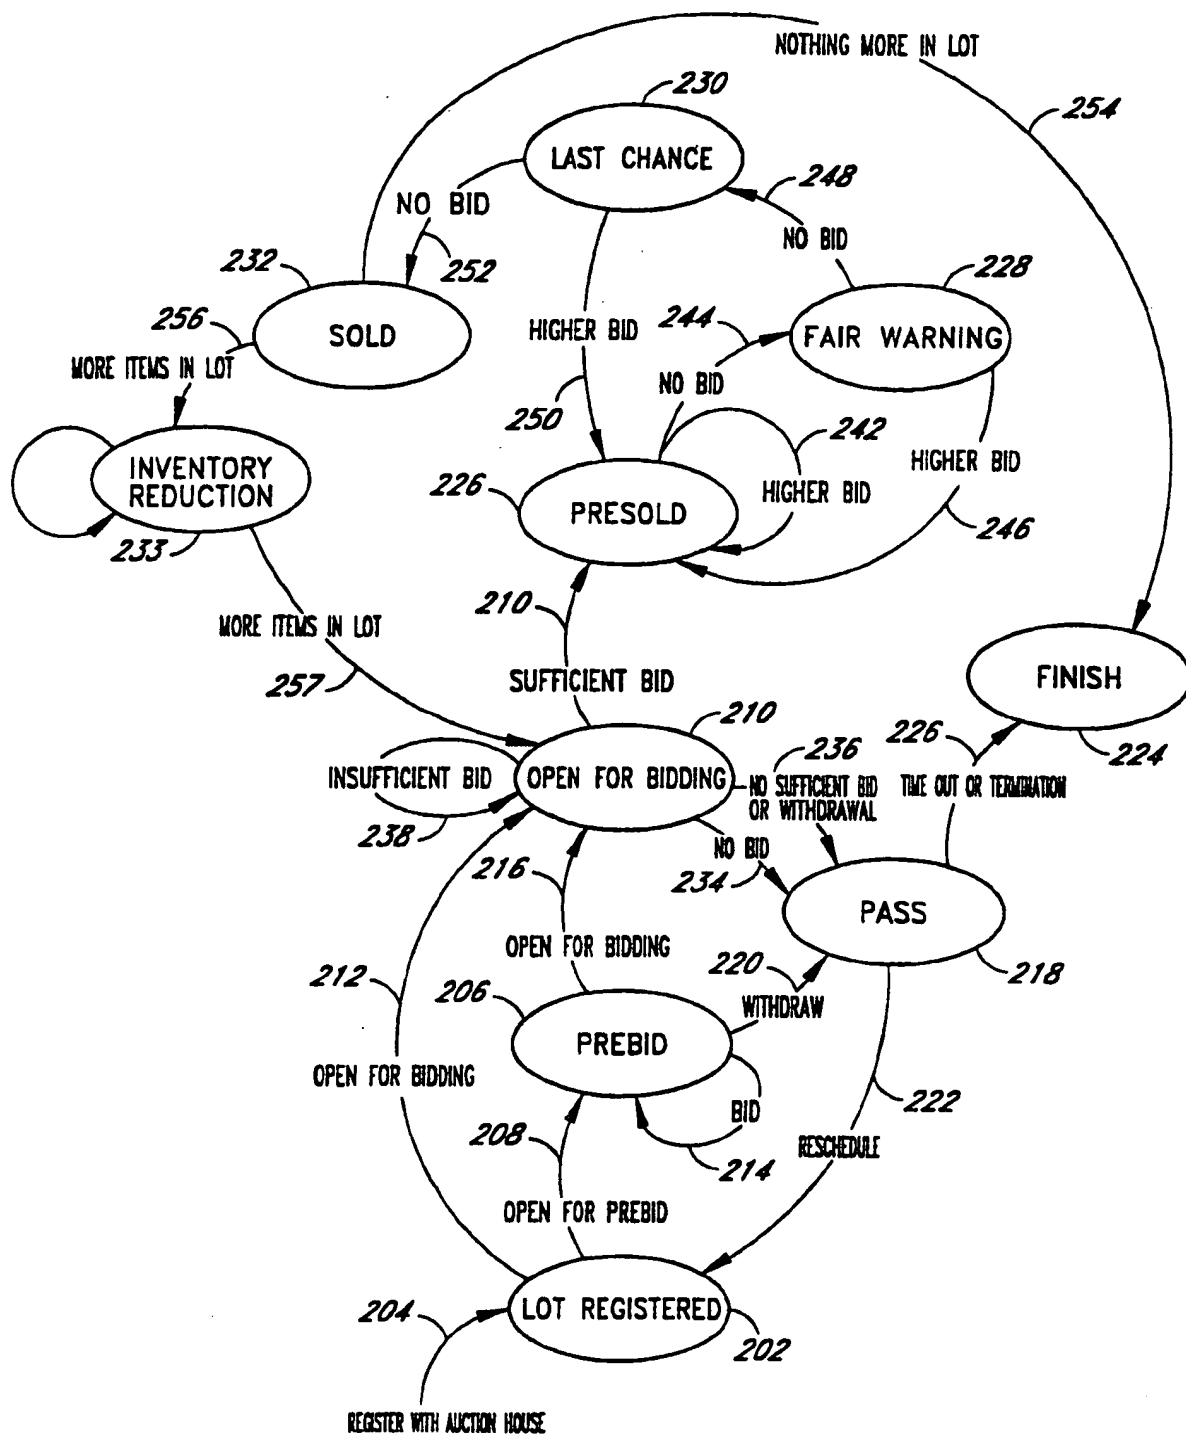 NOTHING MORE IN LOT
230
254
LAST CHANCE
248
NO BID
NO BID
252
232
228
256
SOLD
244
FAIR WARNING
HIGHER BID
MORE ITEMS IN LOT
NO BID
250
242
INVENTORY
REDUCTION
226
HIGHER BID
HIGHER BID
PRESOLD
246
233
210
MORE ITEMS IN LOT
257
SUFFICIENT BID
FINISH
210
226
224
236
INSUFFICIENT BID
OPEN FOR BIDDING
NO SUFFICIENT BID
OR WITHDRAWAL
TIME OUT OR TERMINATION
238
NO BID
216
234
PASS
OPEN FOR BIDDING
212
206
220
218
WITHDRAW
PREBID
OPEN FOR BIDDING
BID
222
208
214
RESCHEDULE
OPEN FOR PREBID
204
LOT REGISTERED
202
REGISTER WITH AUCTION HOUSE